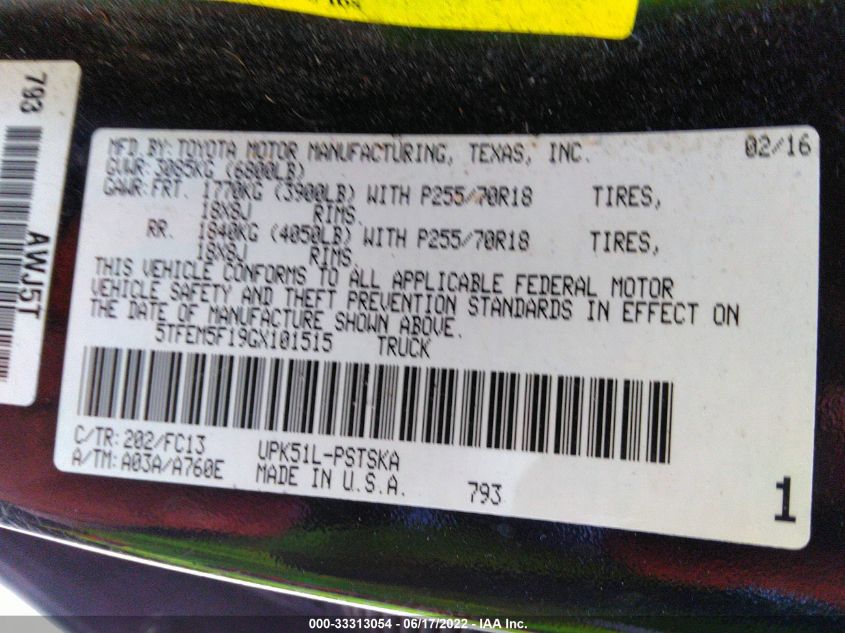 793
AWJ5T
MFD.BY:TOYOTA MOTOR MANUFACTURING, TEXAS, INC. 02/16
GVWR:3085KG (6800LB)
GAWR:FRT. 1770KG (3900LB) WITH P255/70R18 TIRES,
18X8J RIMS.
RR. 1840KG (4050LB) WITH P255/70R18 TIRES,
18X8J RIMS.
THIS VEHICLE CONFORMS TO ALL APPLICABLE FEDERAL MOTOR
VEHICLE SAFETY AND THEFT PREVENTION STANDARDS IN EFFECT ON
THE DATE OF MANUFACTURE SHOWN ABOVE.
5TFEM5F19GX101515 TRUCK
C/TR:202/FC13 UPK51L-PSTSKA
A/TM:A03A/A760E MADE IN U.S.A. 793 1
000-33313054 - 06/17/2022 - IAA Inc.